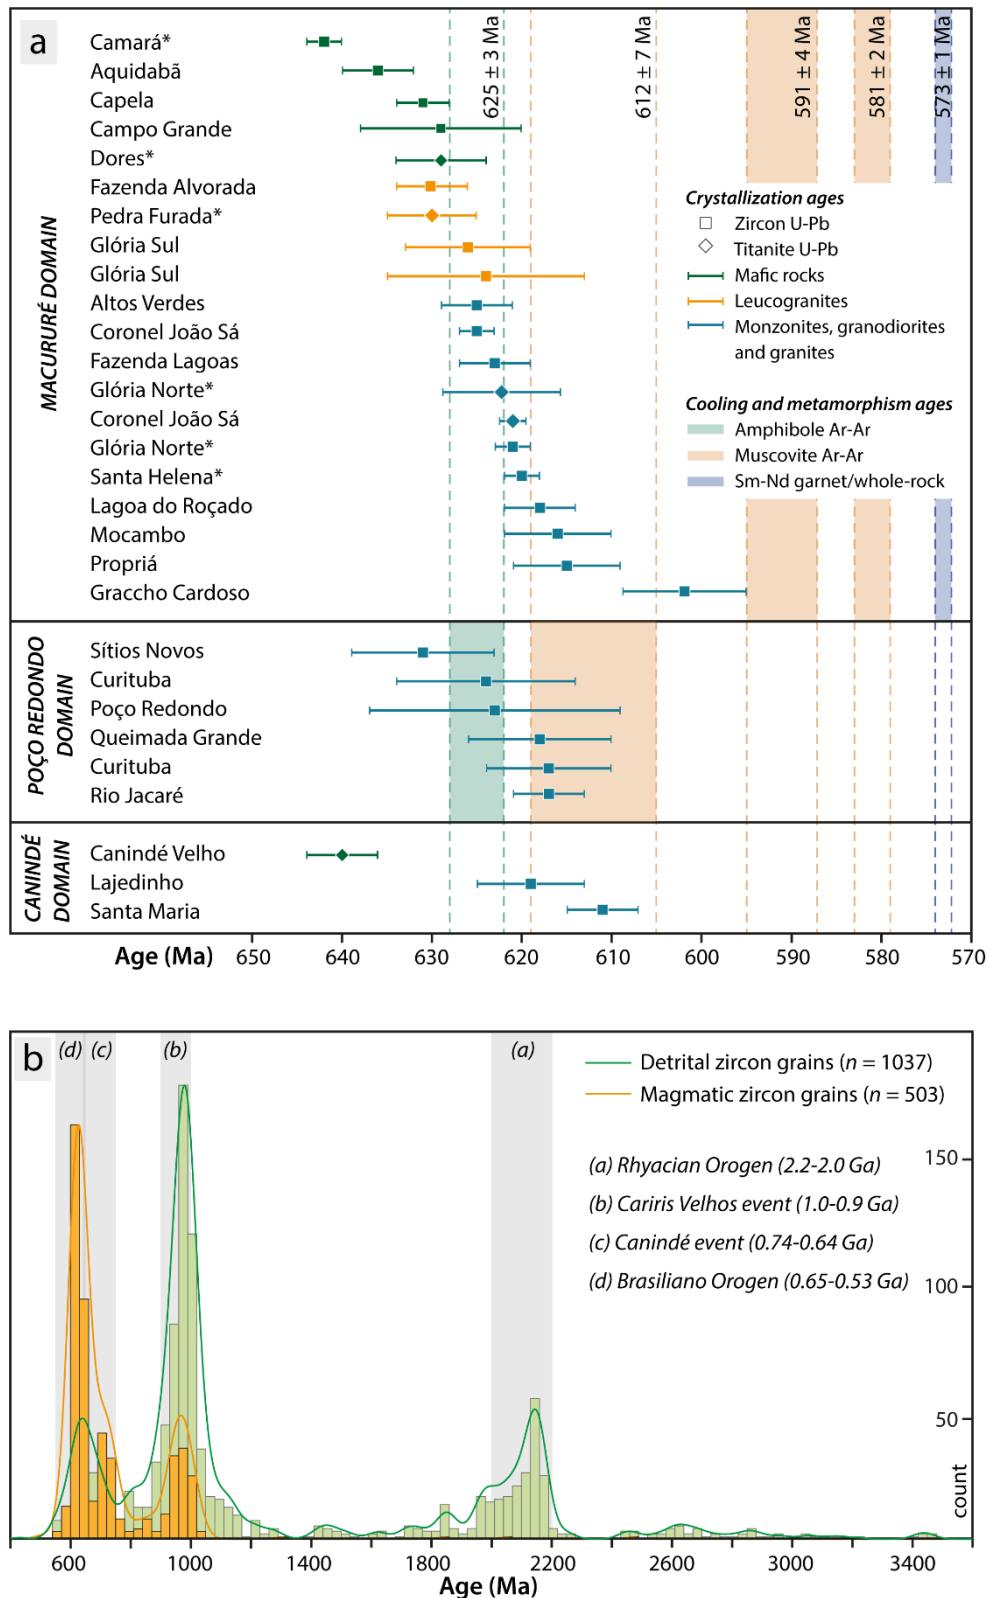 a
625 ± 3 Ma
612 ± 7 Ma
591 ± 4 Ma
581 ± 2 Ma
573 ± 1 Ma
MACURURÉ DOMAIN
Camará*
Aquidabã
Capela
Campo Grande
Dores*
Fazenda Alvorada
Pedra Furada*
Glória Sul
Glória Sul
Altos Verdes
Coronel João Sá
Fazenda Lagoas
Glória Norte*
Coronel João Sá
Glória Norte*
Santa Helena*
Lagoa do Roçado
Mocambo
Propriá
Graccho Cardoso
Crystallization ages
Zircon U-Pb
Titanite U-Pb
Mafic rocks
Leucogranites
Monzonites, granodiorites
and granites
Cooling and metamorphism ages
Amphibole Ar-Ar
Muscovite Ar-Ar
Sm-Nd garnet/whole-rock
POÇO REDONDO
DOMAIN
Sítios Novos
Curituba
Poço Redondo
Queimada Grande
Curituba
Rio Jacaré
CANINDÉ
DOMAIN
Canindé Velho
Lajedinho
Santa Maria
Age (Ma) 650 640 630 620 610 600 590 580 570
b
(d) (c) (b) (a)
Detrital zircon grains (n = 1037)
Magmatic zircon grains (n = 503)
(a) Rhyacian Orogen (2.2-2.0 Ga)
(b) Cariris Velhos event (1.0-0.9 Ga)
(c) Canindé event (0.74-0.64 Ga)
(d) Brasiliano Orogen (0.65-0.53 Ga)
150
100
50
count
600 1000 1400 1800 2200 2600 3000 3400
Age (Ma)